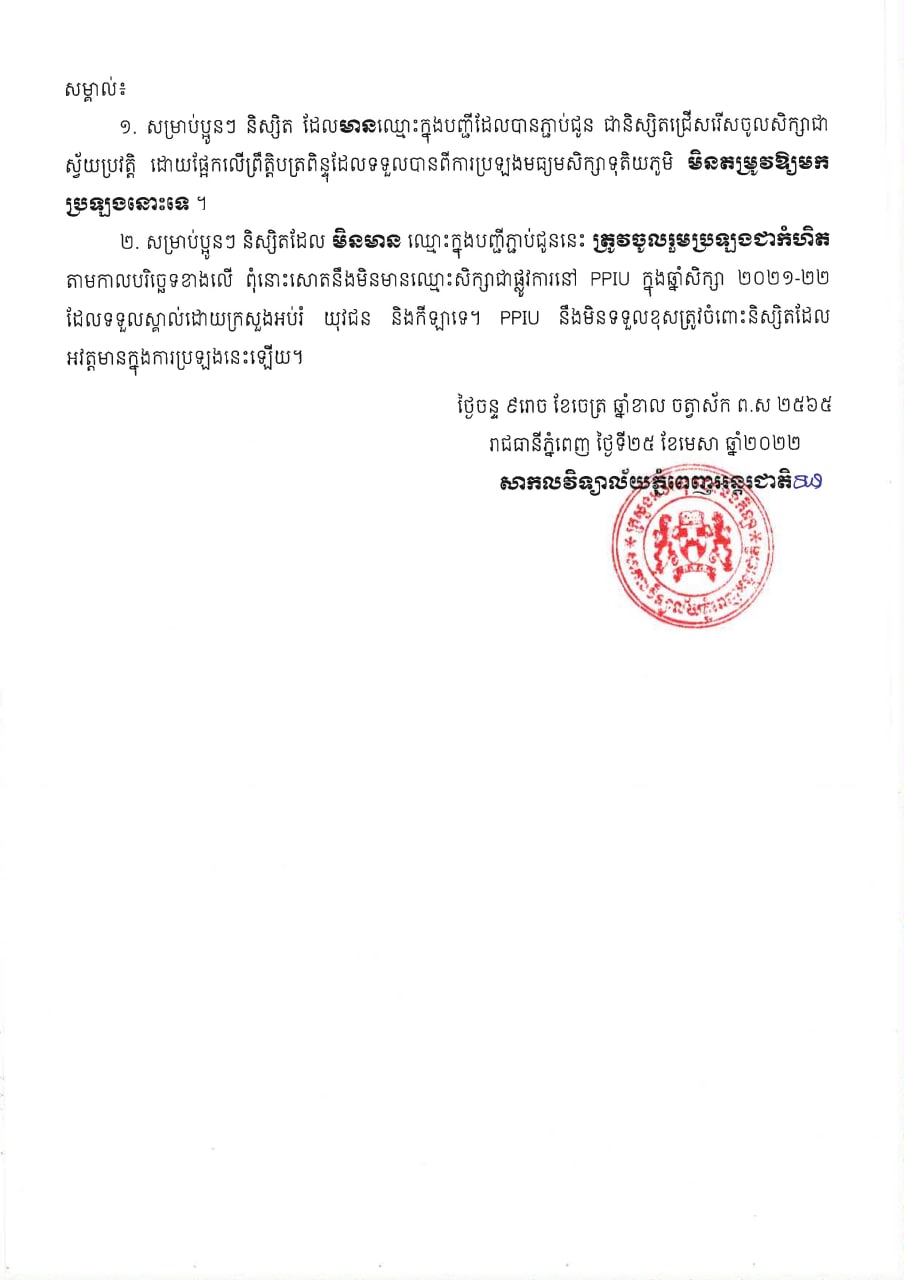 សម្គាល់៖
១. សម្រាប់ប្អូនៗ និស្សិត ដែលមានឈ្មោះក្នុងបញ្ជីដែលបានភ្ជាប់ជូន ជានិស្សិតជ្រើសរើសចូលសិក្សាជា
ស្វ័យប្រវត្តិ ដោយផ្អែកលើព្រឹត្តិបត្រពិន្ទុដែលទទួលបានពីការប្រឡងមធ្យមសិក្សាទុតិយភូមិ មិនតម្រូវឱ្យមក
ប្រឡងនោះទេ ។
២. សម្រាប់ប្អូនៗ និស្សិតដែល មិនមាន ឈ្មោះក្នុងបញ្ជីភ្ជាប់ជូននេះ ត្រូវចូលរួមប្រឡងជាកំហិត
តាមកាលបរិច្ឆេទខាងលើ ពុំនោះសោតនឹងមិនមានឈ្មោះសិក្សាជាផ្លូវការនៅ PPIU ក្នុងឆ្នាំសិក្សា ២០២១-២២
ដែលទទួលស្គាល់ដោយក្រសួងអប់រំ យុវជន និងកីឡាទេ។ PPIU នឹងមិនទទួលខុសត្រូវចំពោះនិស្សិតដែល
អវត្តមានក្នុងការប្រឡងនេះឡើយ។
ថ្ងៃចន្ទ ៩រោច ខែចេត្រ ឆ្នាំខាល ចត្វាស័ក ព.ស ២៥៦៥
រាជធានីភ្នំពេញ ថ្ងៃទី២៥ ខែមេសា ឆ្នាំ២០២២
សាកលវិទ្យាល័យភ្នំពេញអន្តរជាតិ